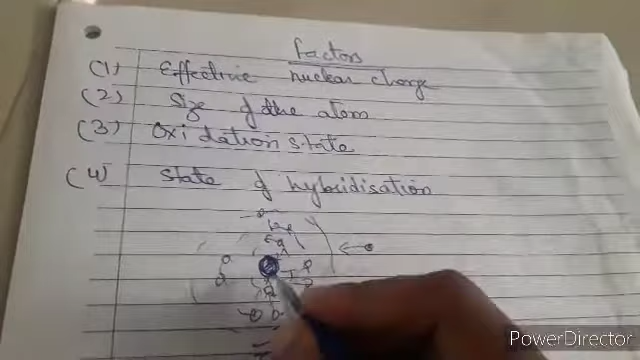 Factors
(1) Effective nuclear charge
(2) Size of the atom
(3) Oxidation state
(4) State of hybridisation
PowerDirector